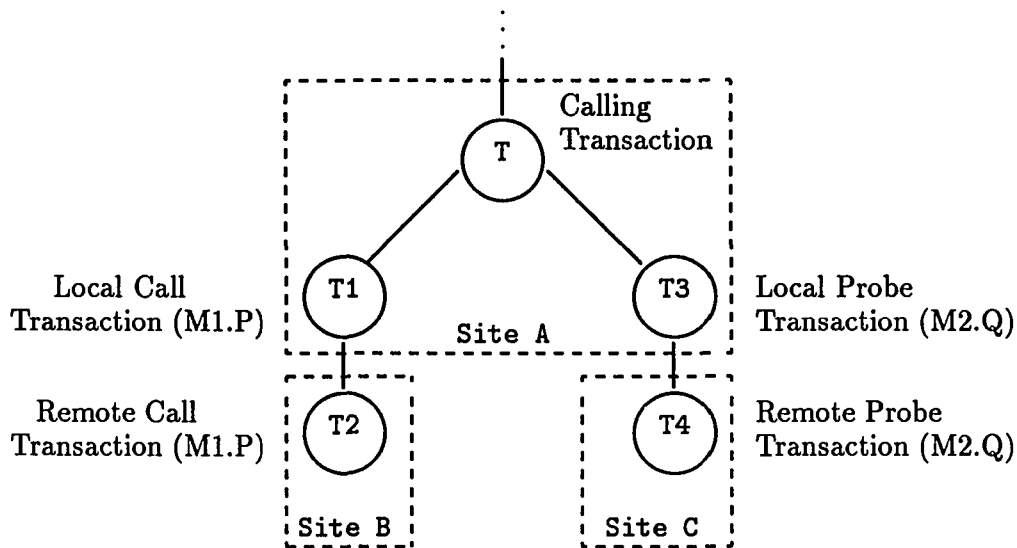 Calling
Transaction
T
Local Call
Transaction (M1.P)
T1
T3
Local Probe
Transaction (M2.Q)
Site A
Remote Call
Transaction (M1.P)
T2
T4
Remote Probe
Transaction (M2.Q)
Site B
Site C